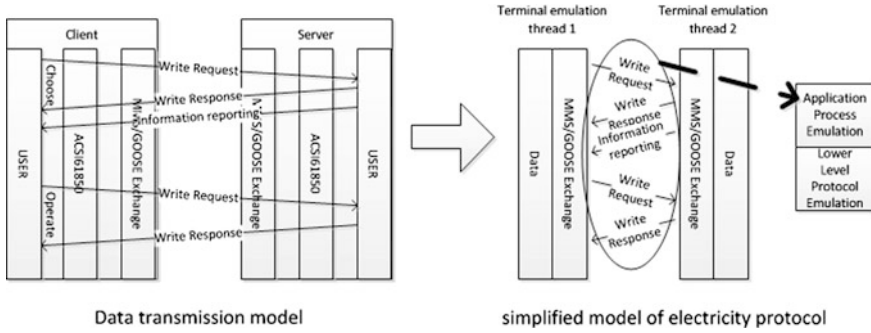 Client
Server
USER
Choose
Operate
ACSI61850
MMS/GOOSE Exchange
MMS/GOOSE Exchange
ACSI61850
USER
Write Request
Write Response
Information reporting
Write Request
Write Response
Data transmission model
Terminal emulation
thread 1
Terminal emulation
thread 2
Data
MMS/GOOSE Exchange
Write
Request
Write
Response
Information
reporting
Write
Request
Write
Response
MMS/GOOSE Exchange
Data
Application
Process
Emulation
Lower
Level
Protocol
Emulation
simplified model of electricity protocol